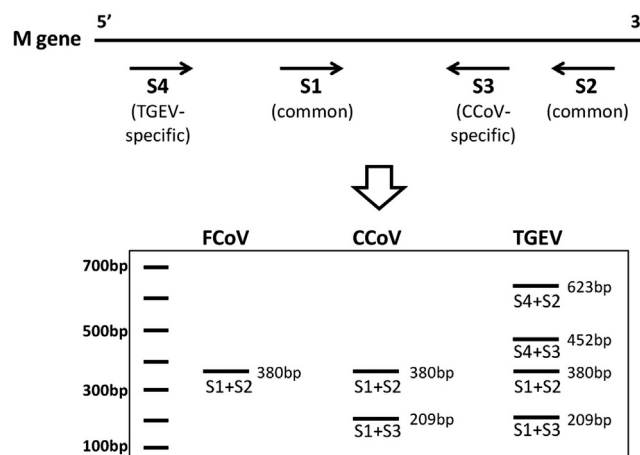 5’
3
M gene
S4
S1
S3
S2
(TGEV-
specific)
(common)
(CCoV-
specific)
(common)
FCoV
CCoV
TGEV
700bp
623bp
S4+S2
500bp
452bp
S4+S3
380bp
380bp
380bp
300bp
S1+S2
S1+S2
S1+S2
209bp
209bp
S1+S3
S1+S3
100bp